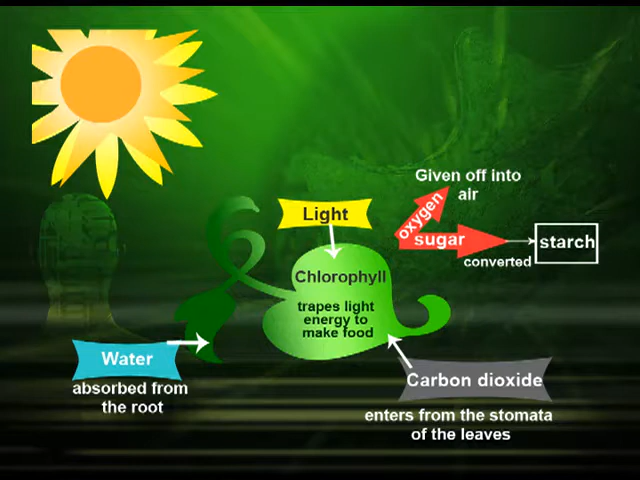 Given off into
air
oxygen
sugar
starch
converted
Light
Chlorophyll
trapes light
energy to
make food
Water
absorbed from
the root
Carbon dioxide
enters from the stomata
of the leaves